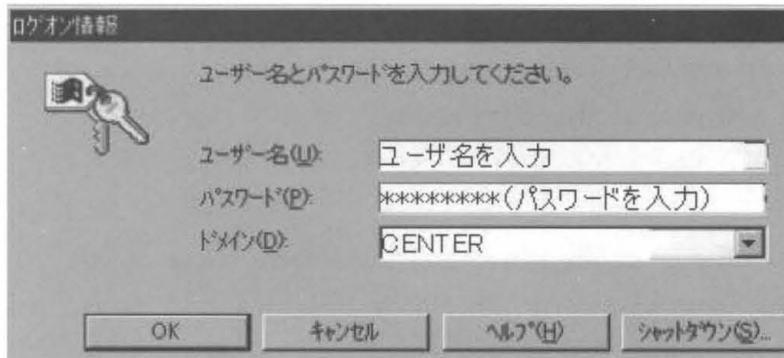 ログオン情報
ユーザー名とパスワードを入力してください。
ユーザー名(U):
ユーザ名を入力
パスワード(P):
********(パスワードを入力)
ドメイン(D):
CENTER
OK
キャンセル
ヘルプ(H)
シャットダウン(S)...